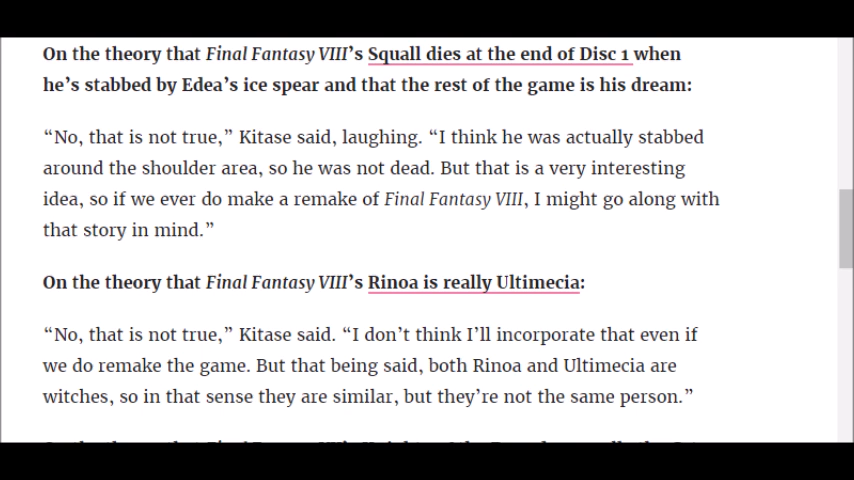 On the theory that Final Fantasy VIII’s Squall dies at the end of Disc 1 when
he’s stabbed by Edea’s ice spear and that the rest of the game is his dream:
“No, that is not true,” Kitase said, laughing. “I think he was actually stabbed
around the shoulder area, so he was not dead. But that is a very interesting
idea, so if we ever do make a remake of Final Fantasy VIII, I might go along with
that story in mind.”
On the theory that Final Fantasy VIII’s Rinoa is really Ultimecia:
“No, that is not true,” Kitase said. “I don’t think I’ll incorporate that even if
we do remake the game. But that being said, both Rinoa and Ultimecia are
witches, so in that sense they are similar, but they’re not the same person.”